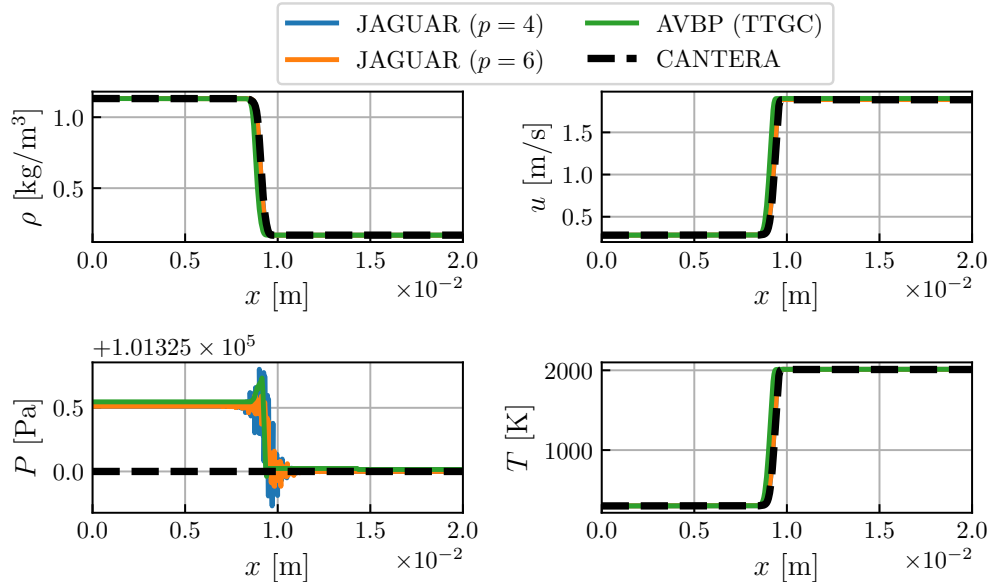 JAGUAR (p = 4)
JAGUAR (p = 6)
AVBP (TTGC)
CANTERA
ρ [kg/m³]
1.0
0.5
0.0 0.5 1.0 1.5 2.0
x [m]
×10⁻²
u [m/s]
1.5
1.0
0.5
0.0 0.5 1.0 1.5 2.0
x [m]
×10⁻²
+1.01325 × 10⁵
P [Pa]
0.5
0.0
0.0 0.5 1.0 1.5 2.0
x [m]
×10⁻²
T [K]
2000
1000
0.0 0.5 1.0 1.5 2.0
x [m]
×10⁻²